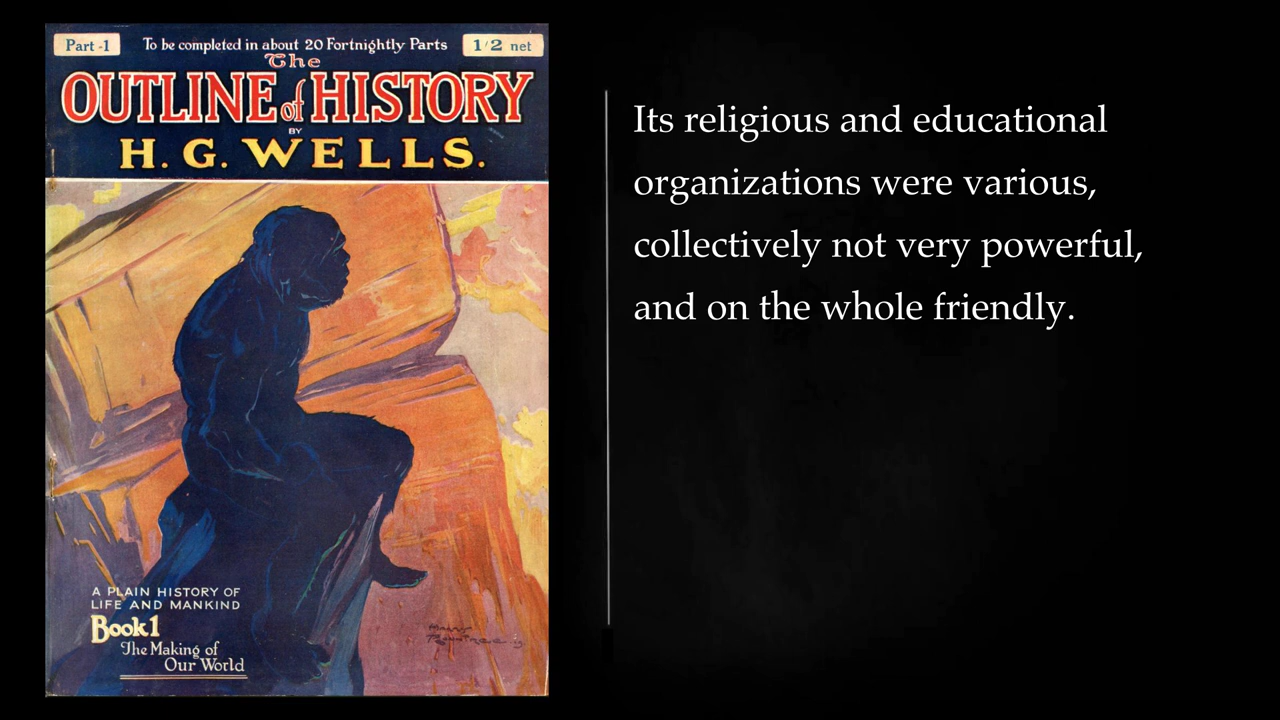 Part -1
To be completed in about 20 Fortnightly Parts
1/2 net
The
OUTLINE of HISTORY
BY
H. G. WELLS.
A PLAIN HISTORY OF
LIFE AND MANKIND
Book 1
The Making of
Our World
Its religious and educational
organizations were various,
collectively not very powerful,
and on the whole friendly.